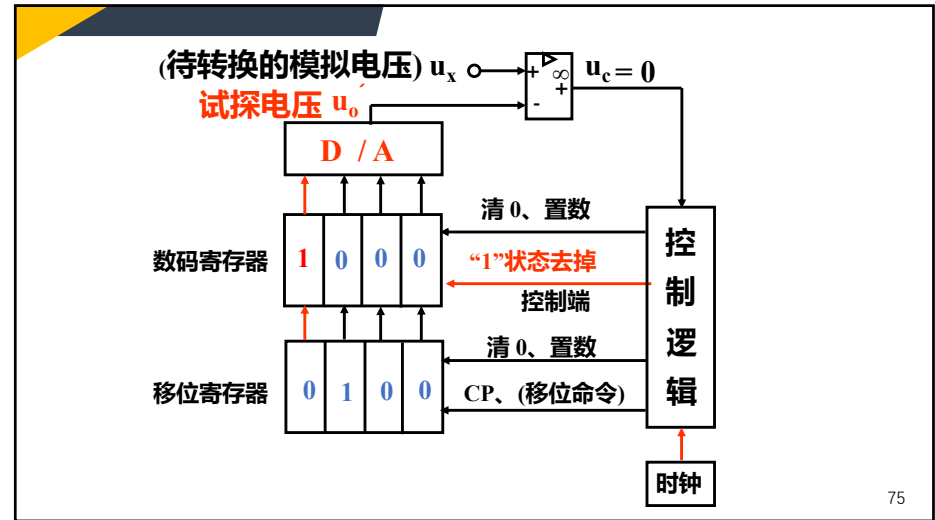 (待转换的模拟电压) uₓ + ▷ ∞ + - u_c = 0
试探电压 uₒ´
D / A
清 0、置数
数码寄存器 1 0 0 0 “1”状态去掉
控制端
清 0、置数
移位寄存器 0 1 0 0 CP、(移位命令)
控制逻辑
时钟
75